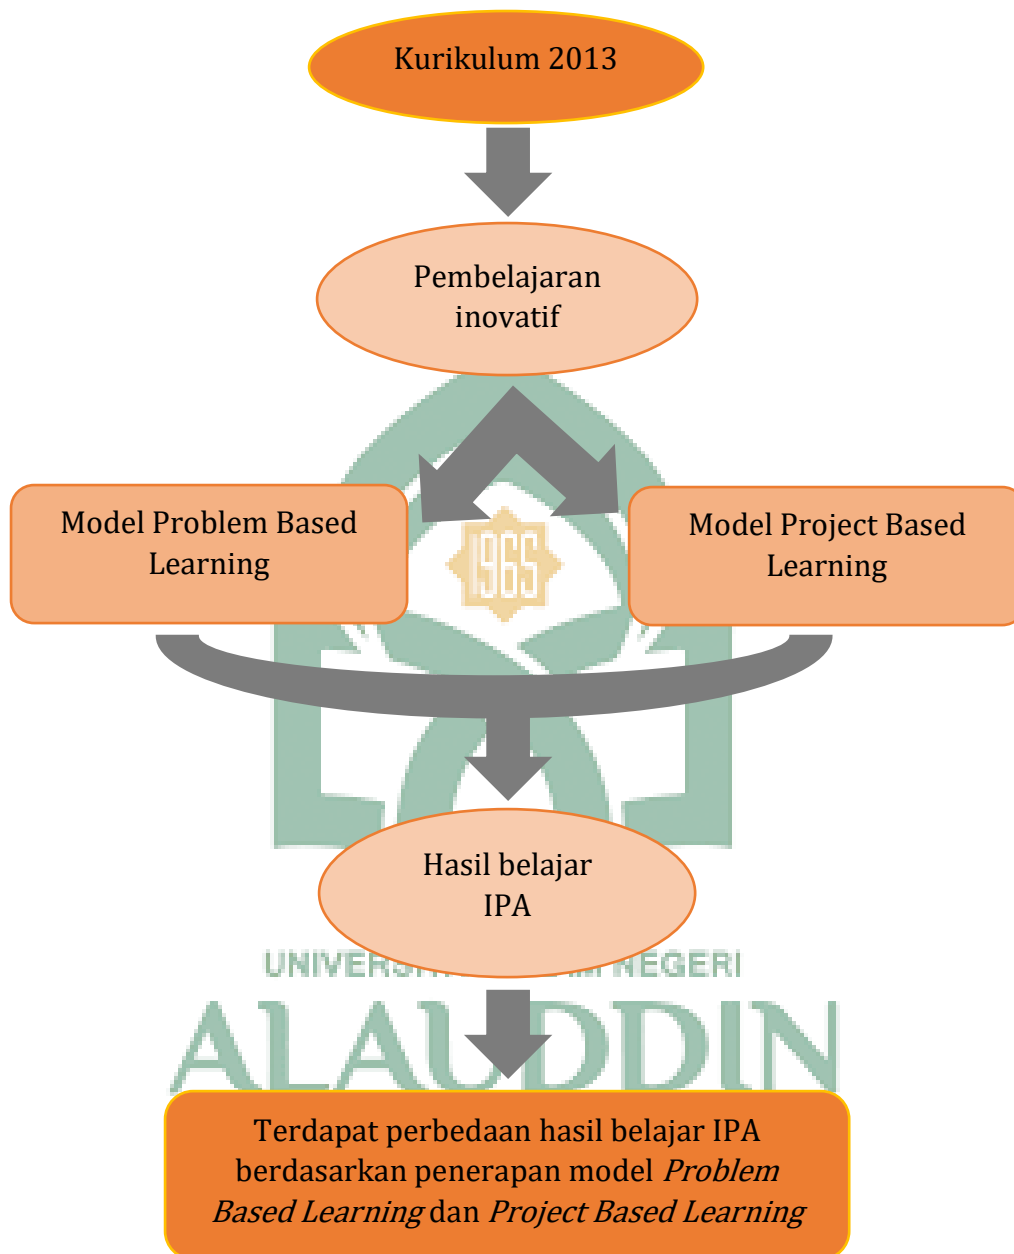 Kurikulum 2013
Pembelajaran
inovatif
Model Problem Based
Learning
Model Project Based
Learning
1965
Hasil belajar
IPA
NEGERI
ALAUDDIN
Terdapat perbedaan hasil belajar IPA
berdasarkan penerapan model Problem
Based Learning dan Project Based Learning